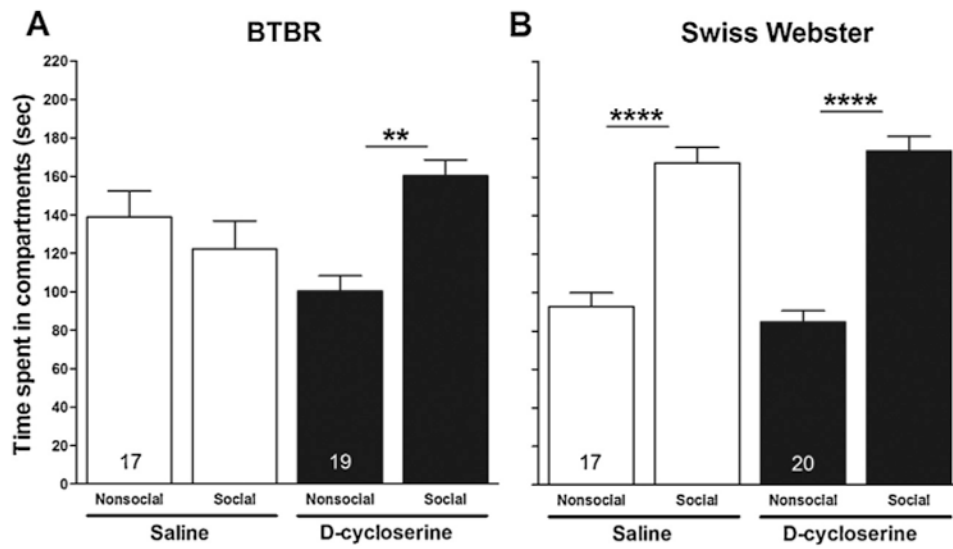 A
BTBR
B
Swiss Webster
Time spent in compartments (sec)
220
200
180
160
140
120
100
80
60
40
20
0
**
****
****
17
19
17
20
Nonsocial Social Nonsocial Social
Saline D-cycloserine
Nonsocial Social Nonsocial Social
Saline D-cycloserine